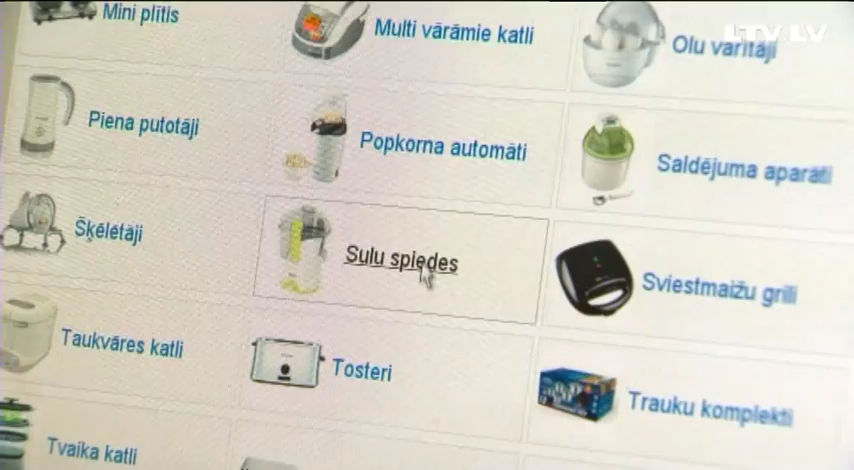 Mini plītis
Multi vārāmie katli
Olu vārītāji
LTV.LV
Piena putotāji
Popkorna automāti
Saldējuma aparāti
Šķēlētāji
Sulu spiedes
Sviestmaižu grili
Taukvāres katli
Tosteri
Trauku komplekti
Tvaika katli